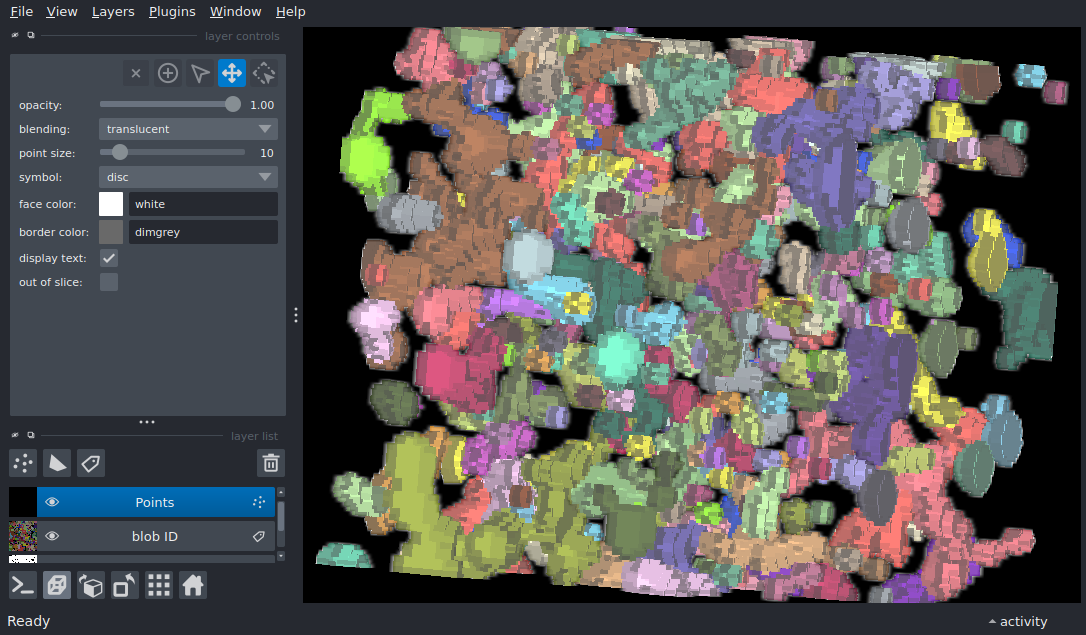 File View Layers Plugins Window Help
layer controls
opacity: 1.00
blending: translucent
point size: 10
symbol: disc
face color: white
border color: dimgrey
display text:
out of slice:
layer list
Points
blob ID
Ready
activity